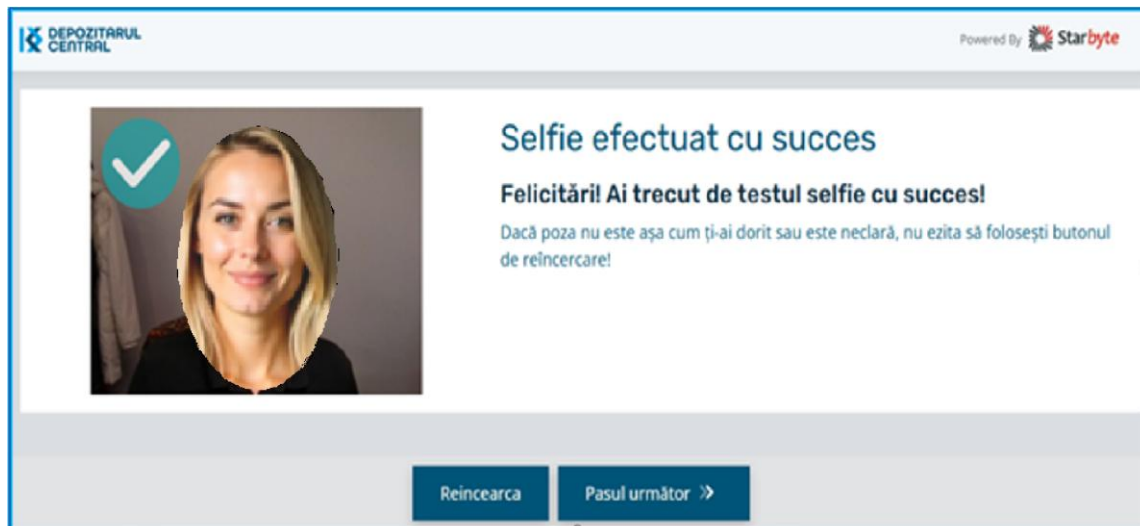 DEPOZITARUL
CENTRAL
Powered By Starbyte
Selfie efectuat cu succes
Felicitări! Ai trecut de testul selfie cu succes!
Dacă poza nu este așa cum ți-ai dorit sau este neclară, nu ezita să folosești butonul
de reîncercare!
Reincearca
Pasul următor »